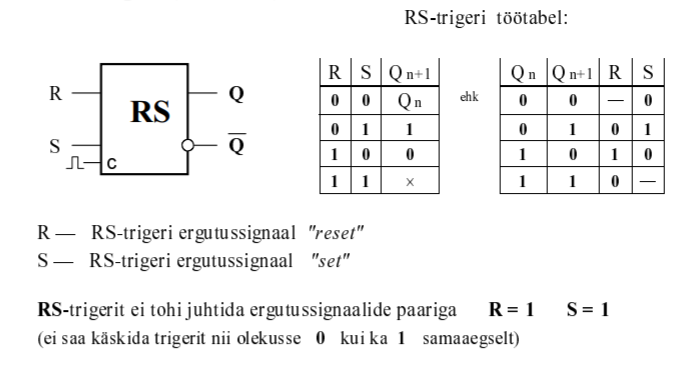 RS-trigeri töötabel:
R
S
C
RS
Q
Q̅
R S Q n+1
0 0 Q n
0 1 1
1 0 0
1 1 ×
ehk
Q n Q n+1 R S
0 0 — 0
0 1 0 1
1 0 1 0
1 1 0 —
R — RS-trigeri ergutussignaal "reset"
S — RS-trigeri ergutussignaal "set"
RS-trigerit ei tohi juhtida ergutussignaalide paariga R = 1 S = 1
(ei saa käskida trigerit nii olekusse 0 kui ka 1 samaaegselt)